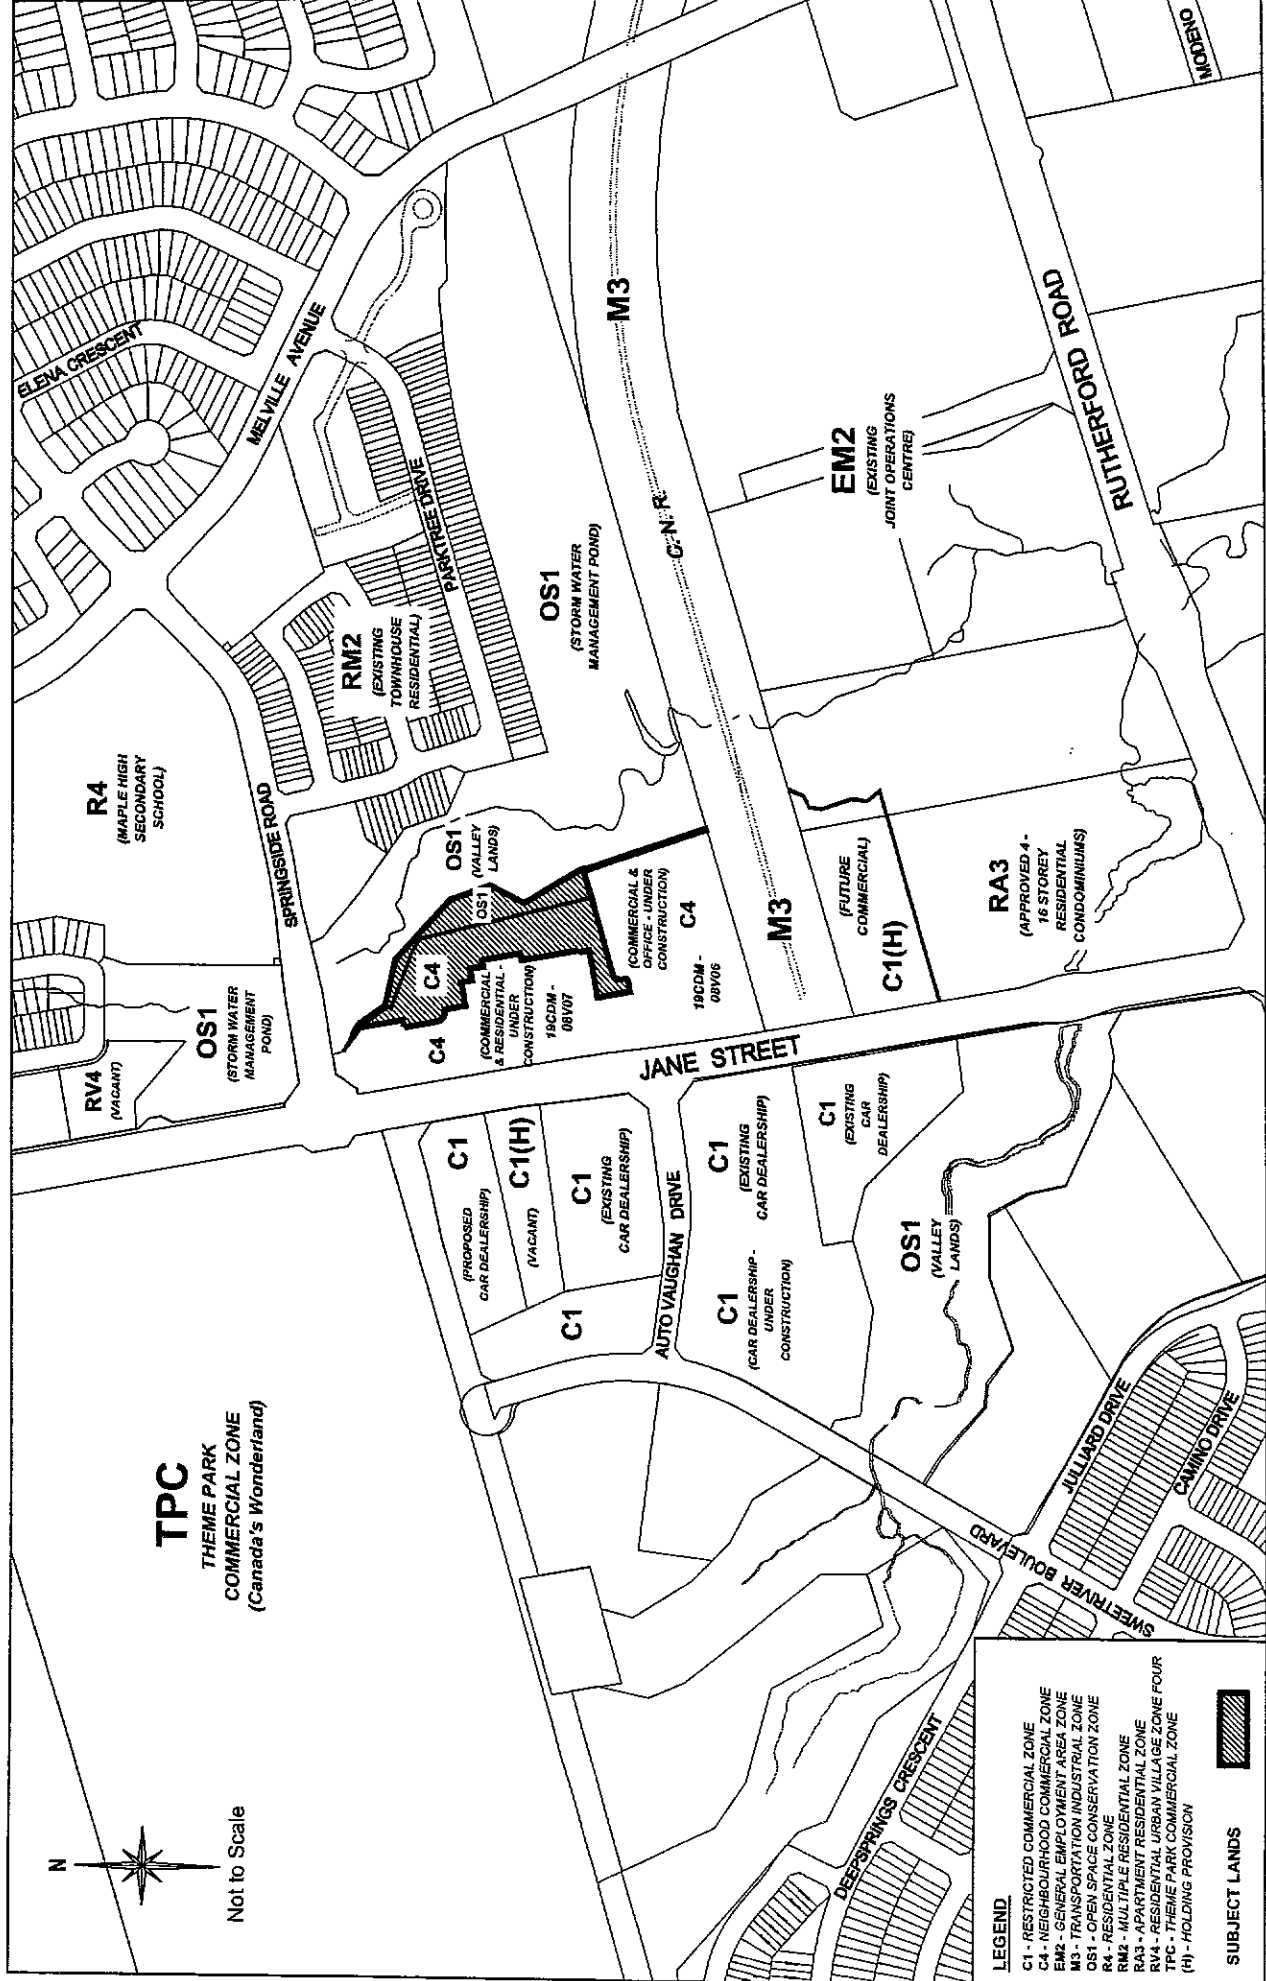 N
Not to Scale
TPC
THEME PARK
COMMERCIAL ZONE
(Canada's Wonderland)
RV4
(VACANT)
OS1
(STORM WATER
MANAGEMENT
POND)
R4
(MAPLE HIGH
SECONDARY
SCHOOL)
SPRINGSIDE ROAD
ELENA CRESCENT
MELVILLE AVENUE
RM2
(EXISTING
TOWNHOUSE
RESIDENTIAL)
PARKTREE DRIVE
OS1
(STORM WATER
MANAGEMENT POND)
OS1
(VALLEY
LANDS)
OS1
C4
C4
(COMMERCIAL
& RESIDENTIAL -
UNDER
CONSTRUCTION)
19CDM -
08V07
(COMMERCIAL &
OFFICE - UNDER
CONSTRUCTION)
C4
19CDM -
08V06
C. N. R.
M3
M3
JANE STREET
C1
(PROPOSED
CAR DEALERSHIP)
C1(H)
(VACANT)
C1
(EXISTING
CAR DEALERSHIP)
C1
AUTO VAUGHAN DRIVE
C1
(EXISTING
CAR DEALERSHIP)
C1
(CAR DEALERSHIP -
UNDER
CONSTRUCTION)
C1
(EXISTING
CAR
DEALERSHIP)
(FUTURE
COMMERCIAL)
C1(H)
EM2
(EXISTING
JOINT OPERATIONS
CENTRE)
RA3
(APPROVED 4 -
16 STOREY
RESIDENTIAL
CONDOMINIUMS)
OS1
(VALLEY
LANDS)
RUTHERFORD ROAD
MODENO
JULLIARD DRIVE
CAMINO DRIVE
SWEETRIVER BOULEVARD
DEEPSPRINGS CRESCENT
LEGEND
C1 - RESTRICTED COMMERCIAL ZONE
C4 - NEIGHBOURHOOD COMMERCIAL ZONE
EM2 - GENERAL EMPLOYMENT AREA ZONE
M3 - TRANSPORTATION INDUSTRIAL ZONE
OS1 - OPEN SPACE CONSERVATION ZONE
R4 - RESIDENTIAL ZONE
RM2 - MULTIPLE RESIDENTIAL ZONE
RA3 - APARTMENT RESIDENTIAL ZONE
RV4 - RESIDENTIAL URBAN VILLAGE ZONE FOUR
TPC - THEME PARK COMMERCIAL ZONE
(H) - HOLDING PROVISION
SUBJECT LANDS